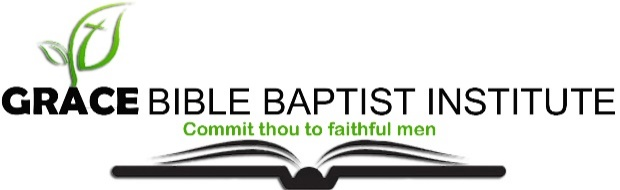 GRACE BIBLE BAPTIST INSTITUTE
Commit thou to faithful men